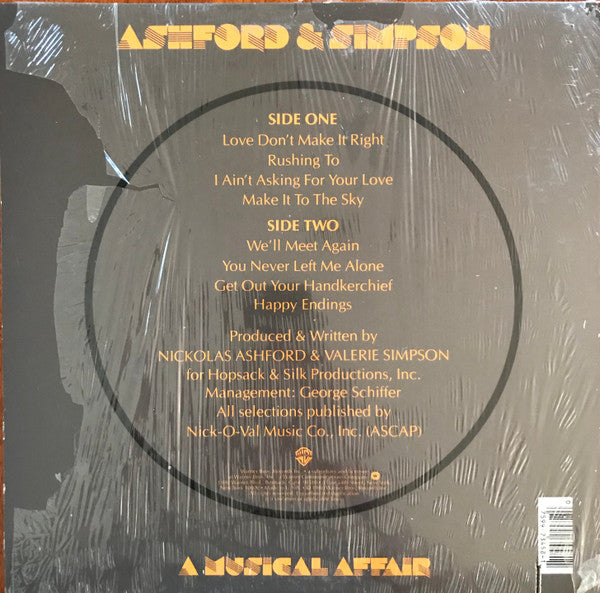 ASHFORD & SIMPSON
SIDE ONE
Love Don't Make It Right
Rushing To
I Ain't Asking For Your Love
Make It To The Sky
SIDE TWO
We'll Meet Again
You Never Left Me Alone
Get Out Your Handkerchief
Happy Endings
Produced & Written by
NICKOLAS ASHFORD & VALERIE SIMPSON
for Hopsack & Silk Productions, Inc.
Management: George Schiffer
All selections published by
Nick-O-Val Music Co., Inc. (ASCAP)
A MUSICAL AFFAIR